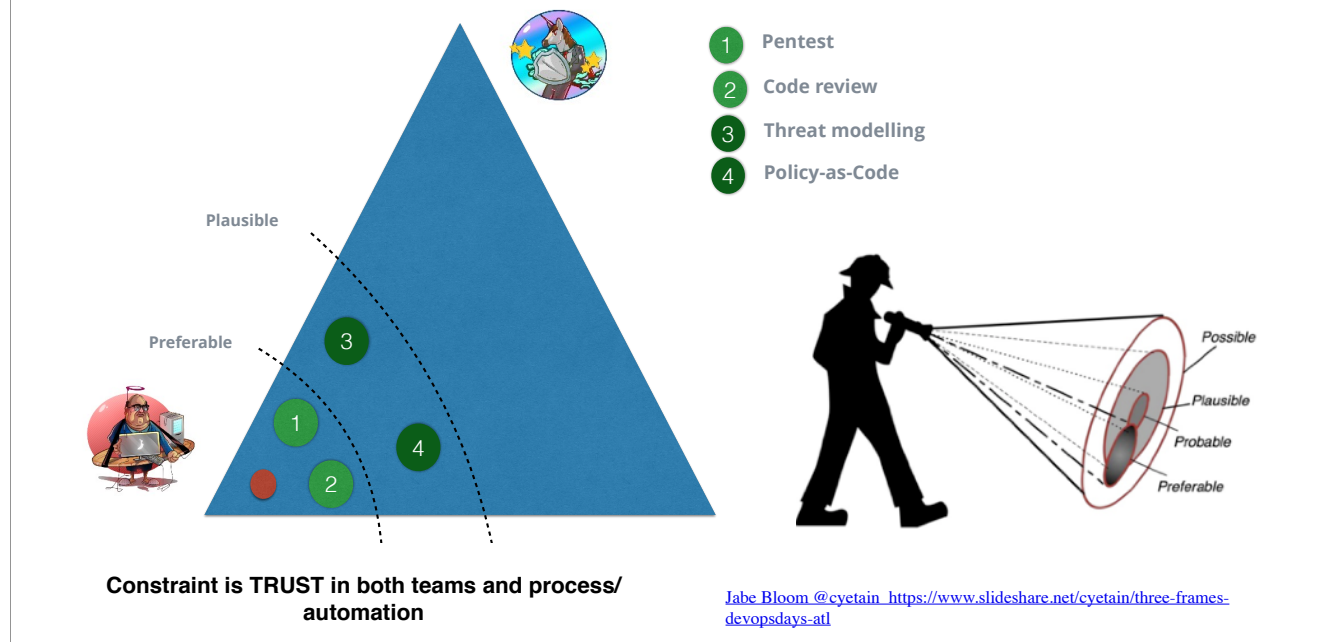 1 Pentest
2 Code review
3 Threat modelling
4 Policy-as-Code
Plausible
Preferable
3
1
4
2
Possible
Plausible
Probable
Preferable
Constraint is TRUST in both teams and process/
automation
Jabe Bloom @cyetain https://www.slideshare.net/cyetain/three-frames-
devopsdays-atl